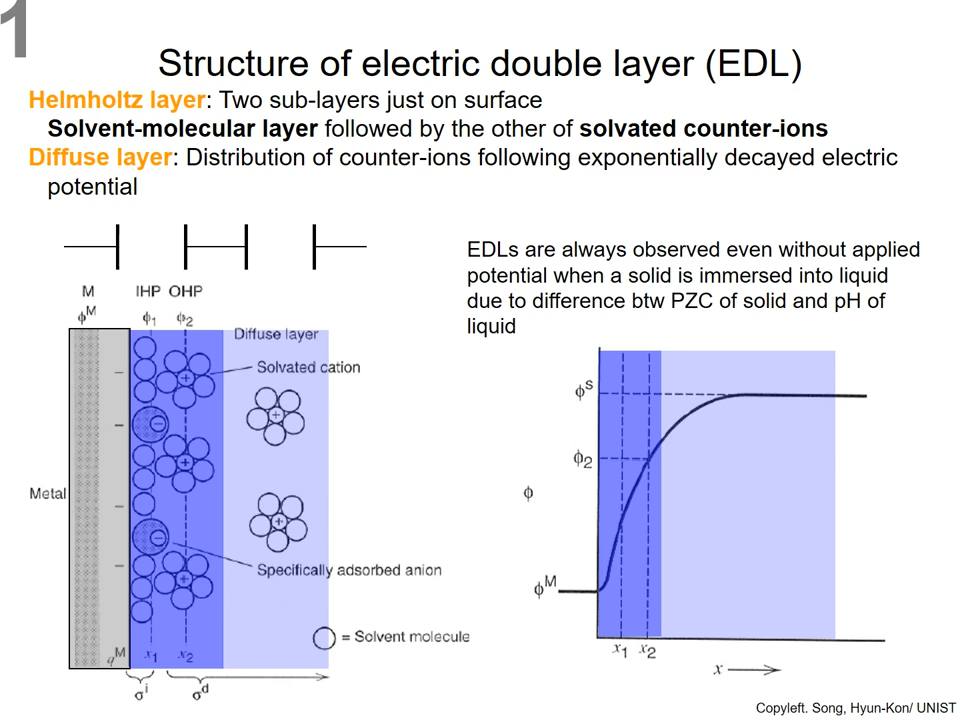 1
Structure of electric double layer (EDL)
Helmholtz layer: Two sub-layers just on surface
Solvent-molecular layer followed by the other of solvated counter-ions
Diffuse layer: Distribution of counter-ions following exponentially decayed electric
potential
EDLs are always observed even without applied
potential when a solid is immersed into liquid
due to difference btw PZC of solid and pH of
liquid
M IHP OHP
ϕᴹ ϕ₁ ϕ₂
Diffuse layer
Solvated cation
Metal
Specifically adsorbed anion
= Solvent molecule
qᴹ x₁ x₂
σⁱ σᵈ
ϕˢ
ϕ₂
ϕ
ϕᴹ
x₁ x₂
x
Copyleft. Song, Hyun-Kon/ UNIST